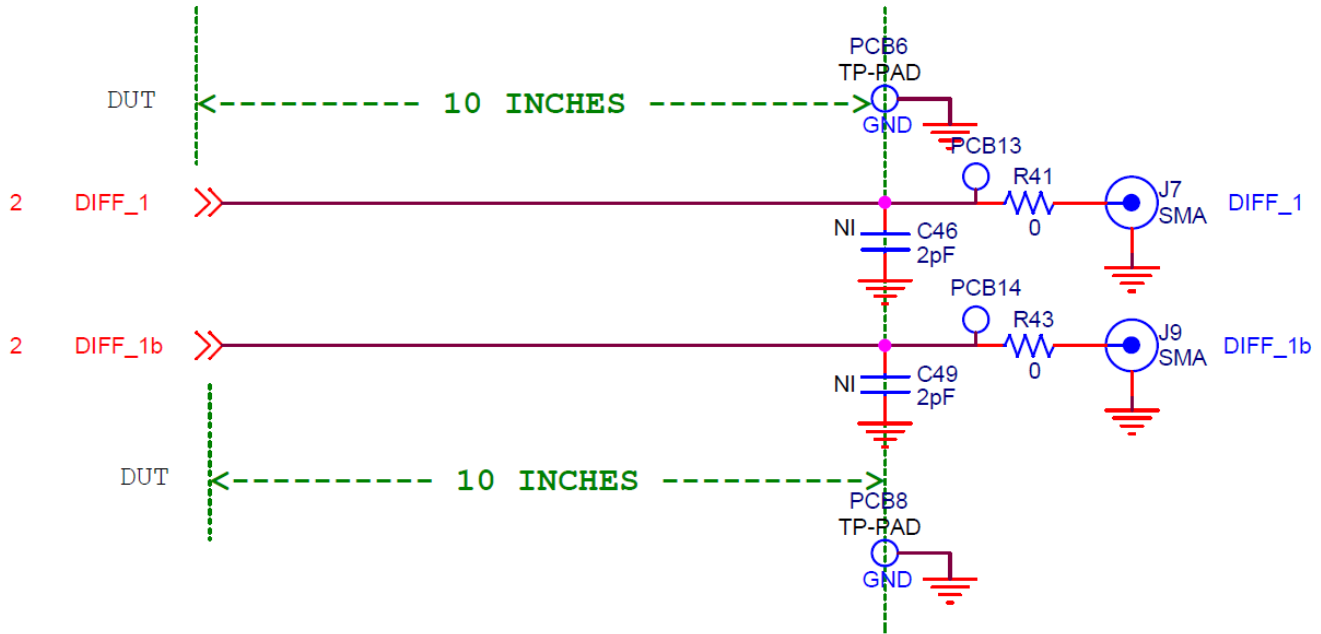 PCB6
TP-PAD
DUT
10 INCHES
GND
PCB13
R41
J7
2
DIFF_1
DIFF_1
SMA
0
NI
C46
2pF
PCB14
R43
J9
2
DIFF_1b
DIFF_1b
SMA
0
NI
C49
2pF
DUT
10 INCHES
PCB8
TP-PAD
GND